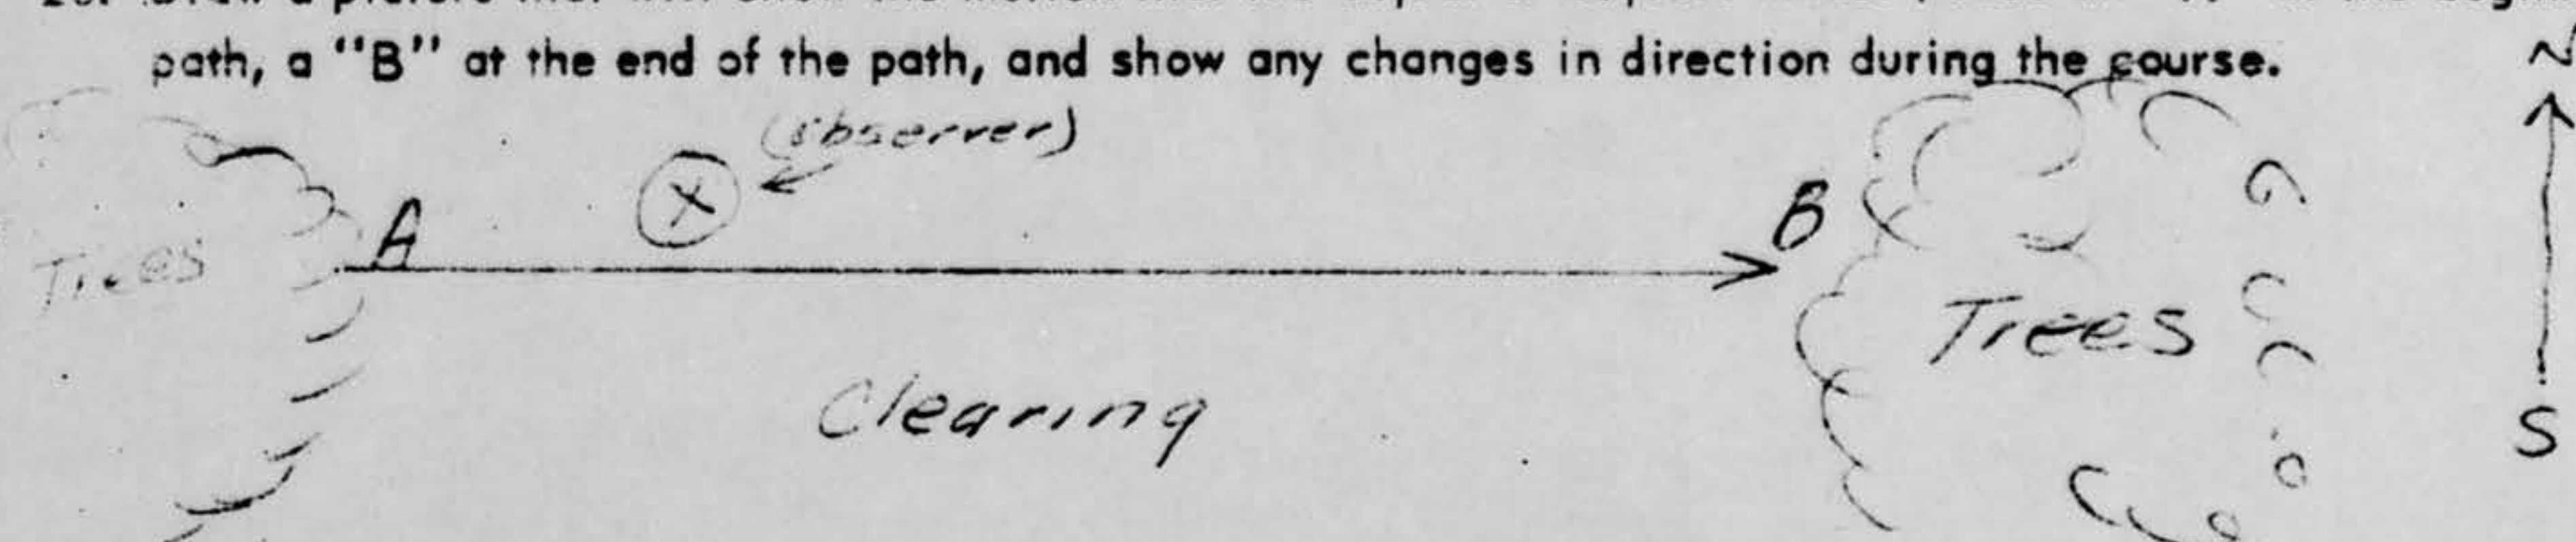 path, a "B" at the end of the path, and show any changes in direction during the course.
N
(observer)
X
A
B
Trees
Trees
Clearing
S